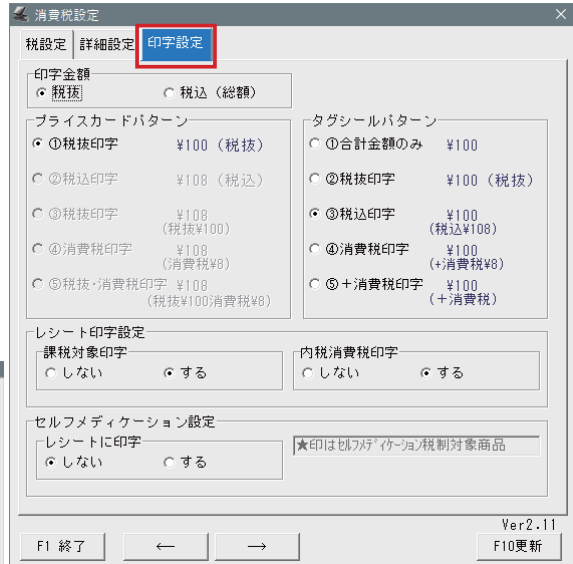 消費税設定
税設定 詳細設定 印字設定
印字金額
税抜 税込（総額）
プライスカードパターン
①税抜印字 ¥100（税抜）
②税込印字 ¥108（税込）
③税抜印字 ¥108
(税抜¥100)
④消費税印字 ¥108
(消費税¥8)
⑤税抜・消費税印字 ¥108
(税抜¥100消費税¥8)
タグシールパターン
①合計金額のみ ¥100
②税抜印字 ¥100（税抜）
③税込印字 ¥100
(税込¥108)
④消費税印字 ¥100
(+消費税¥8)
⑤＋消費税印字 ¥100
(＋消費税)
レシート印字設定
課税対象印字
しない する
内税消費税印字
しない する
セルフメディケーション設定
レシートに印字
しない する
★印はｾﾙﾌﾒﾃﾞｨｹｰｼｮﾝ税制対象商品
Ver2.11
F1 終了 ← → F10更新